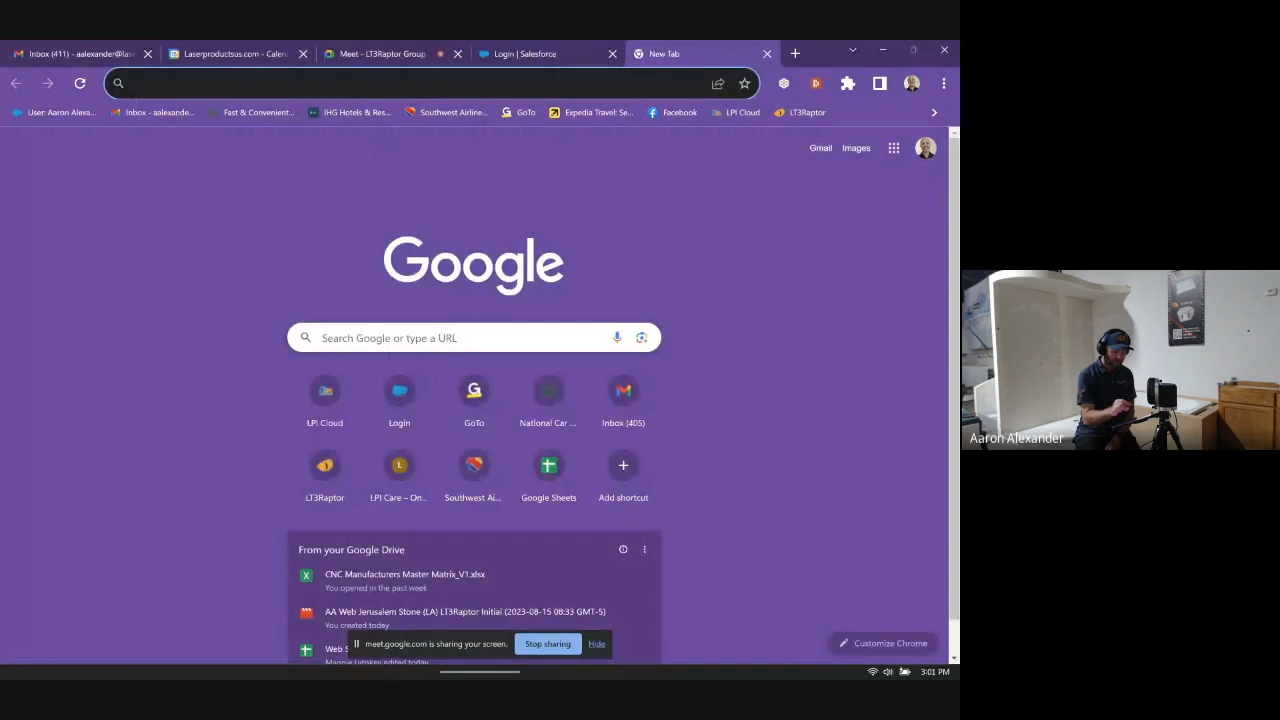 Inbox (411) - aalexander@las
Laserproductsus.com - Calen
Meet - LT3Raptor Group
Login | Salesforce
New Tab
User: Aaron Alexa...
Inbox - aalexande...
Fast & Convenient...
IHG Hotels & Res...
Southwest Airline...
GoTo
Expedia Travel: Se...
Facebook
LPI Cloud
LT3Raptor
Gmail
Images
Google
Search Google or type a URL
LPI Cloud
Login
GoTo
National Car ...
Inbox (405)
LT3Raptor
LPI Care – On...
Southwest Ai...
Google Sheets
Add shortcut
From your Google Drive
CNC Manufacturers Master Matrix_V1.xlsx
You opened in the past week
AA Web Jerusalem Stone (LA) LT3Raptor Initial (2023-08-15 08:33 GMT-5)
You created today
meet.google.com is sharing your screen.
Stop sharing
Hide
Web S
Customize Chrome
3:01 PM
Aaron Alexander